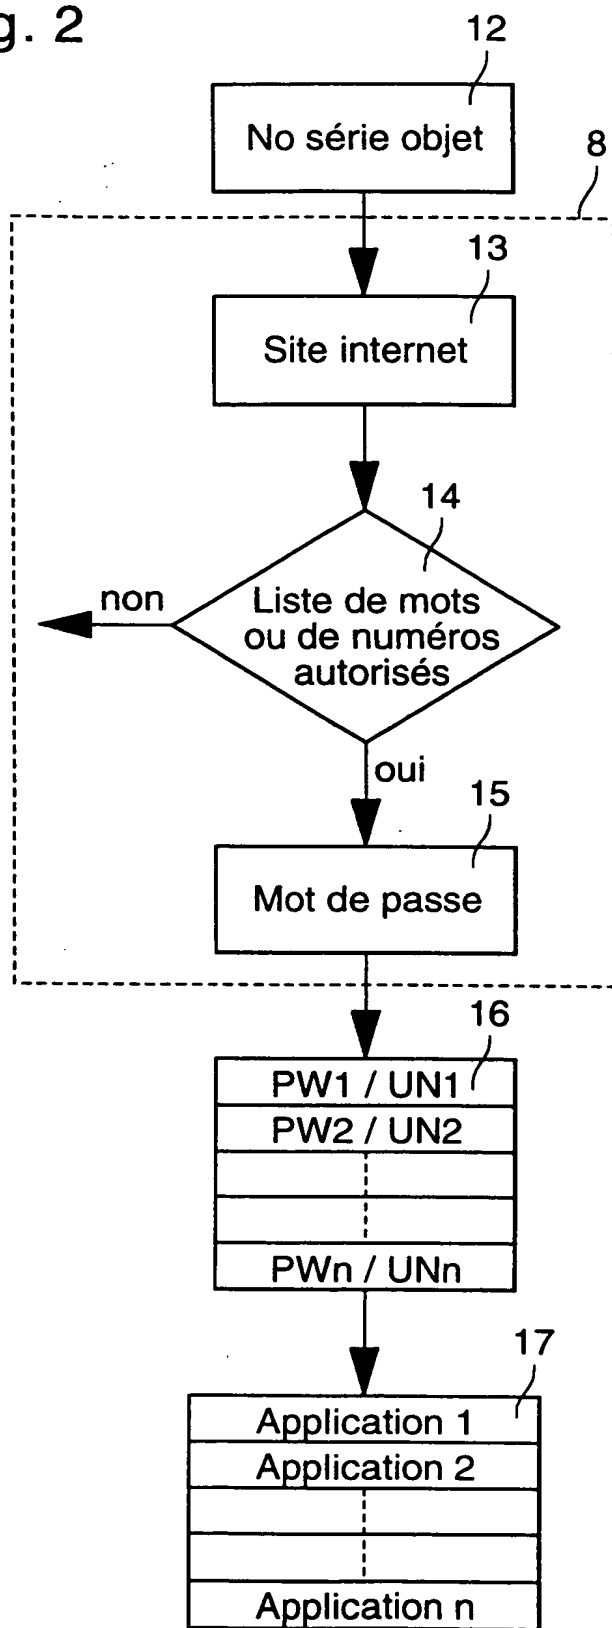 g. 2
12
No série objet
8
13
Site internet
14
non
Liste de mots
ou de numéros
autorisés
oui
15
Mot de passe
16
PW1 / UN1
PW2 / UN2
PWn / UNn
17
Application 1
Application 2
Application n